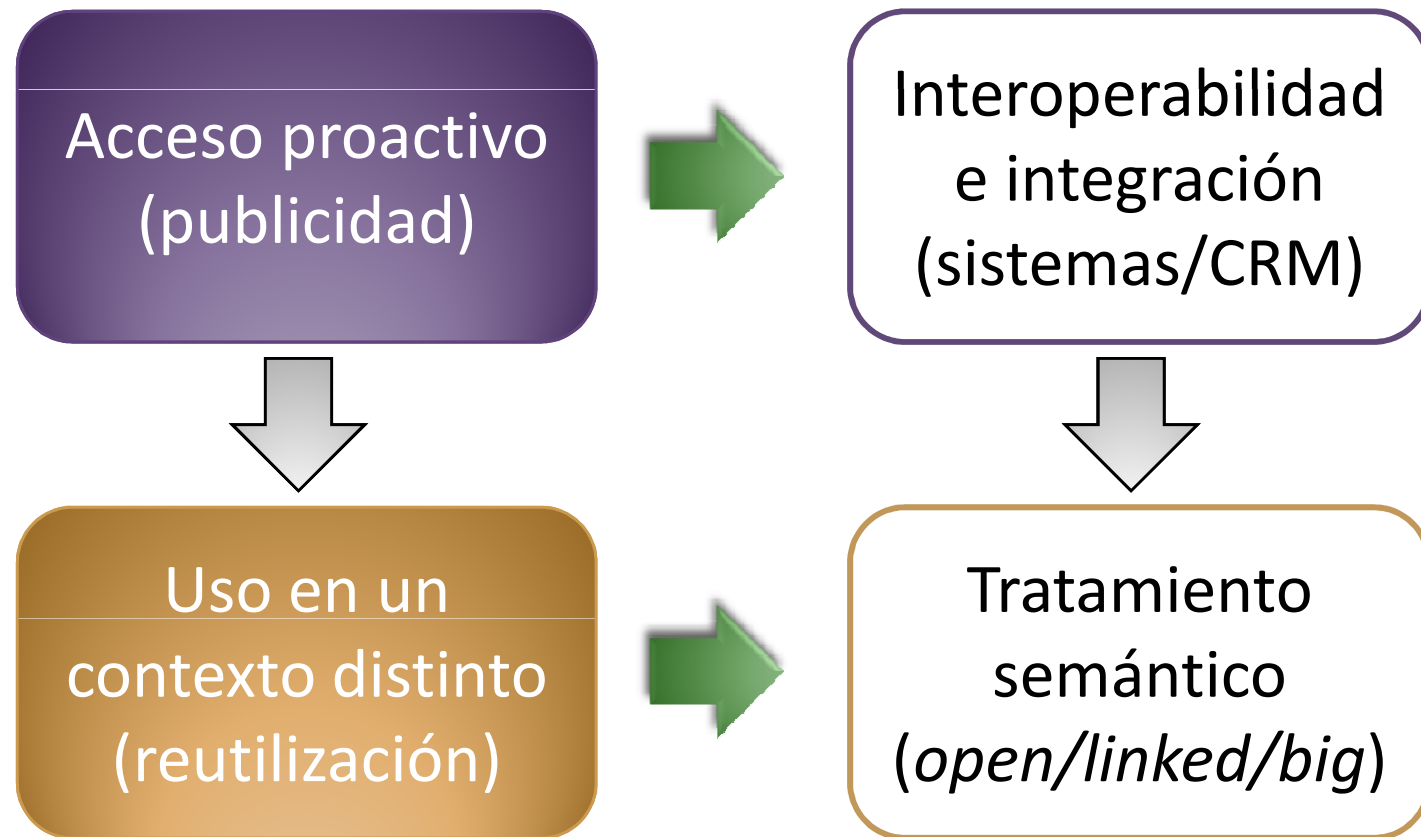 Acceso proactivo
(publicidad)
Interoperabilidad
e integración
(sistemas/CRM)
Uso en un
contexto distinto
(reutilización)
Tratamiento
semántico
(open/linked/big)